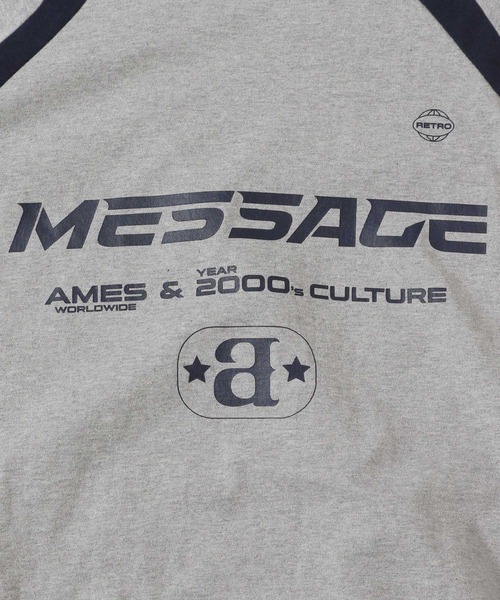 RETRO
MESSAGE
YEAR
AMES & 2000's CULTURE
WORLDWIDE
a